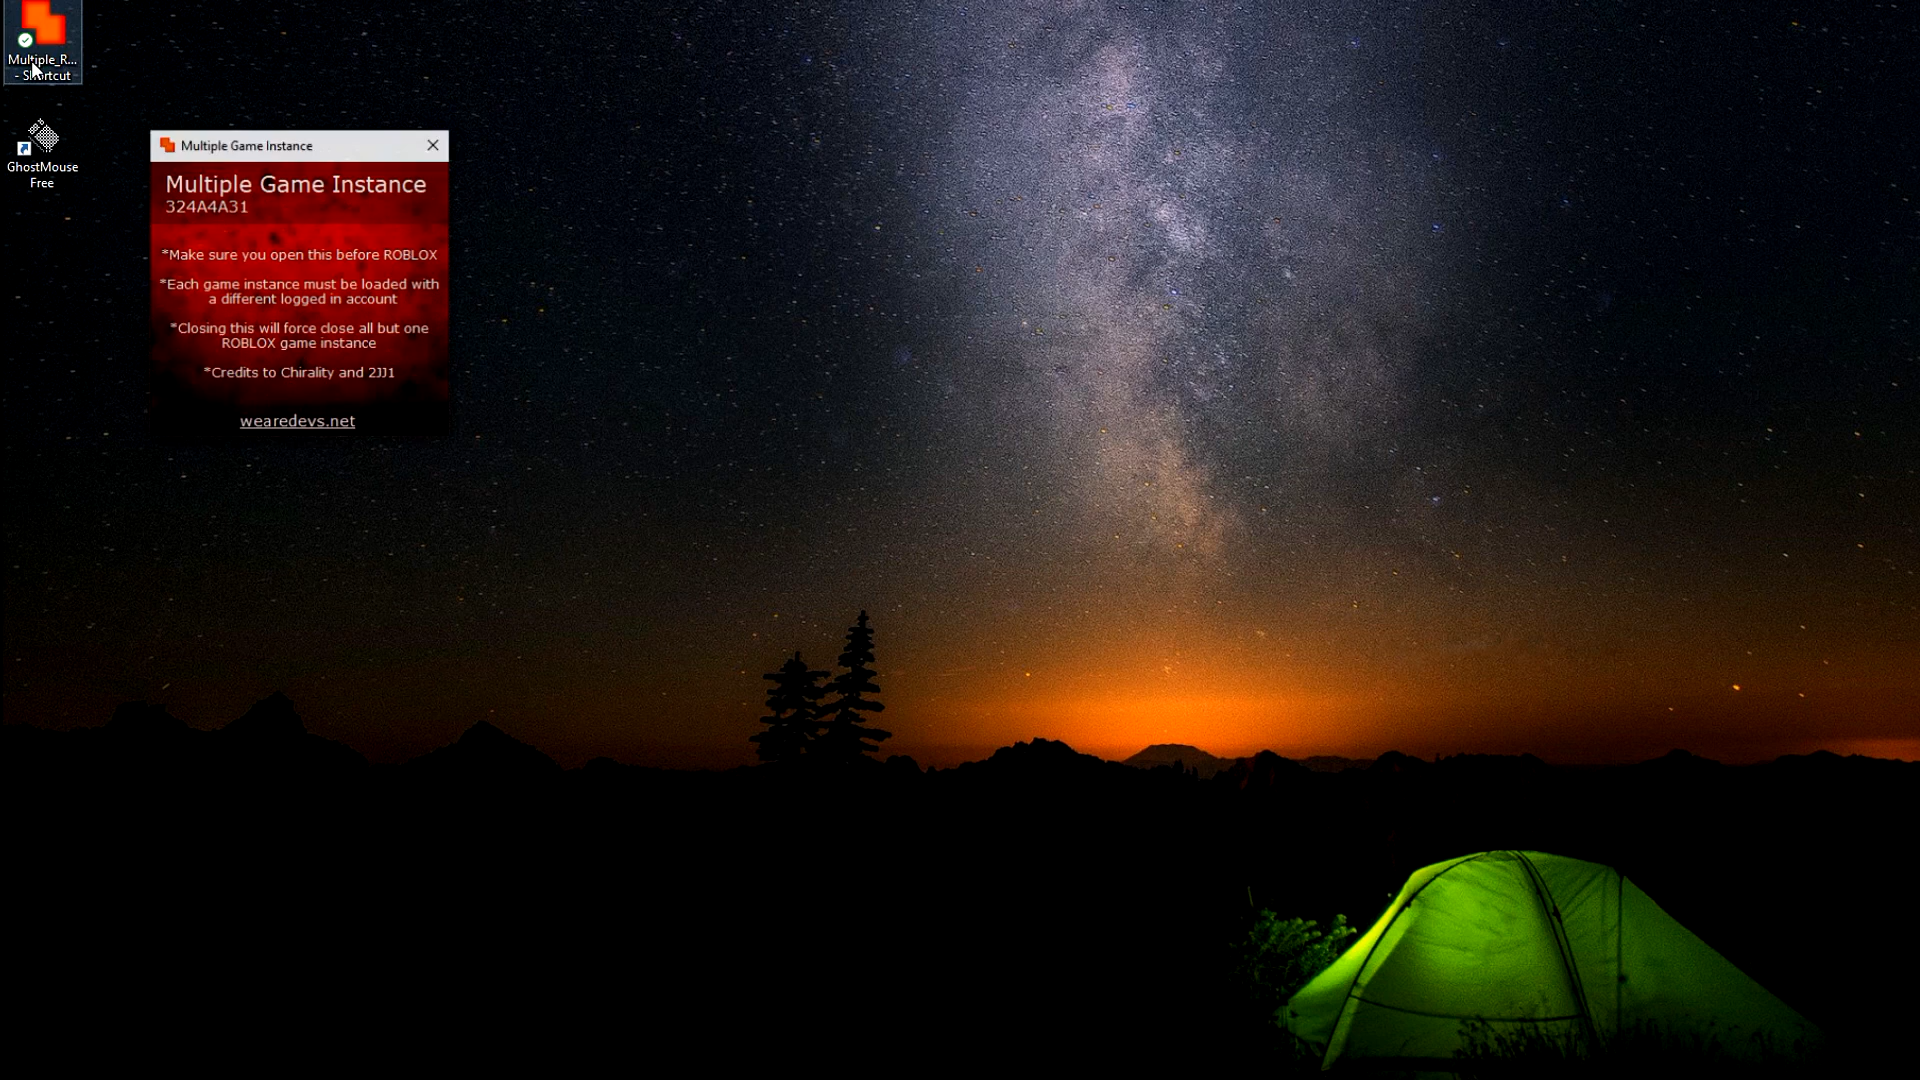 Multiple_R...
- Shortcut
GhostMouse
Free
Multiple Game Instance
Multiple Game Instance
324A4A31
*Make sure you open this before ROBLOX
*Each game instance must be loaded with
a different logged in account
*Closing this will force close all but one
ROBLOX game instance
*Credits to Chirality and 2JJ1
wearedevs.net